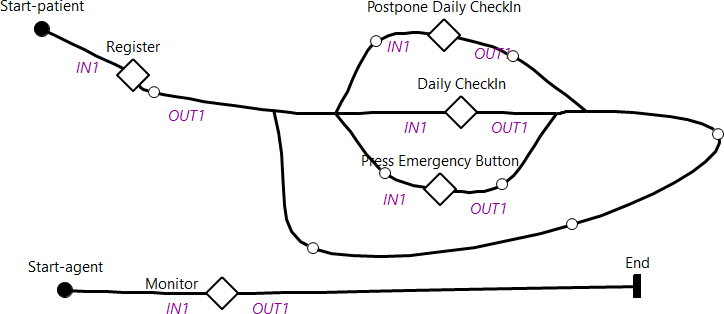 Start-patient
Postpone Daily CheckIn
IN1
OUT1
Register
IN1
OUT1
Daily CheckIn
IN1
OUT1
Press Emergency Button
IN1
OUT1
Start-agent
Monitor
IN1
OUT1
End